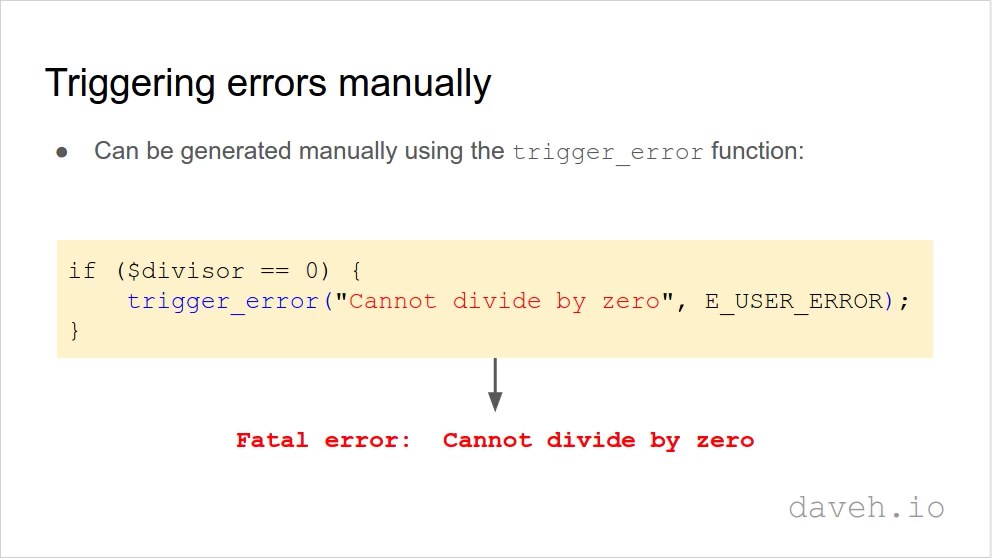 Triggering errors manually
● Can be generated manually using the trigger_error function:
if ($divisor == 0) {
    trigger_error("Cannot divide by zero", E_USER_ERROR);
}
Fatal error:  Cannot divide by zero
daveh.io